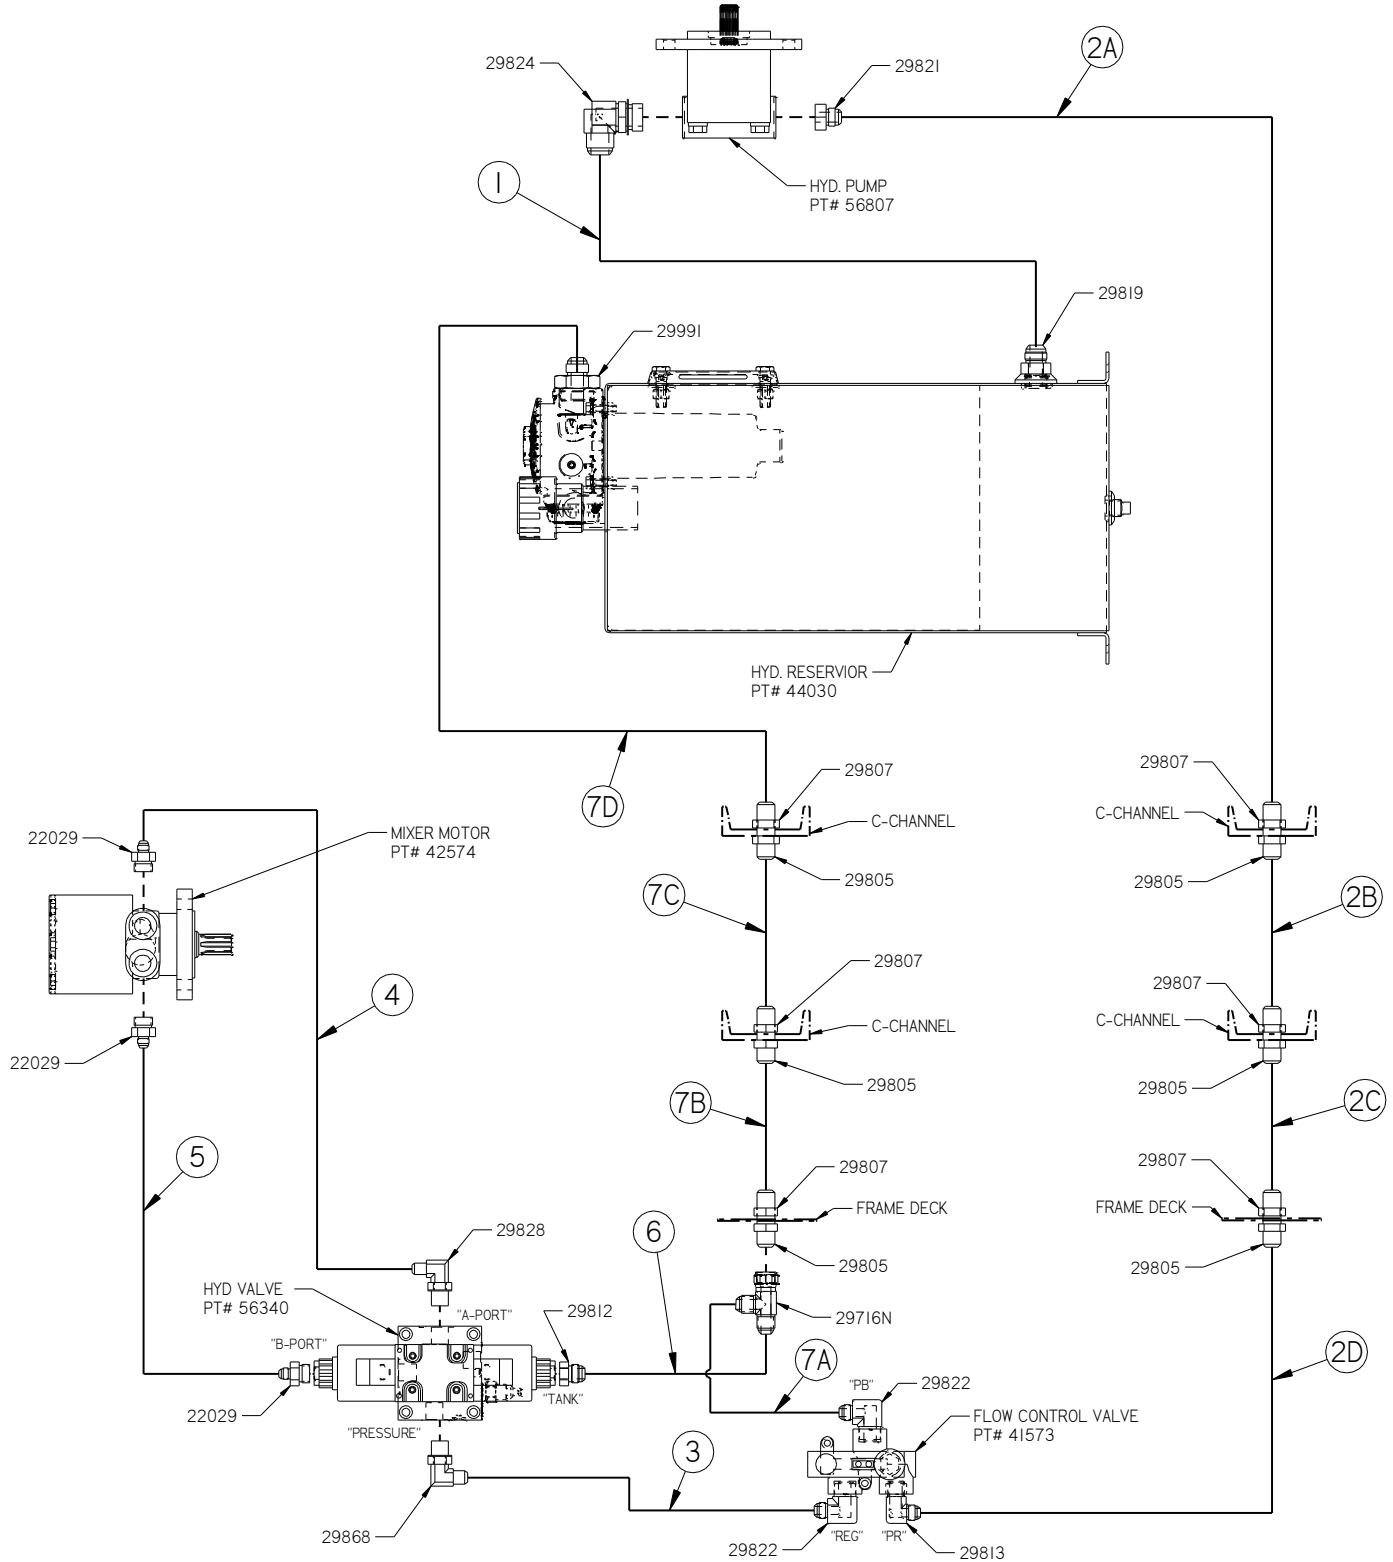 2A
29824
29821
1
HYD. PUMP
PT# 56807
29819
29991
HYD. RESERVIOR
PT# 44030
7D
29807
C-CHANNEL
29805
29807
C-CHANNEL
29805
22029
MIXER MOTOR
PT# 42574
7C
2B
29807
C-CHANNEL
29805
29807
C-CHANNEL
29805
4
22029
7B
2C
5
29807
FRAME DECK
29805
29807
FRAME DECK
29805
6
29828
HYD VALVE
PT# 56340
"A-PORT"
29812
29716N
"B-PORT"
7A
2D
"TANK"
22029
"PRESSURE"
"PB"
29822
FLOW CONTROL VALVE
PT# 41573
3
29868
29822
"REG"
"PR"
29813